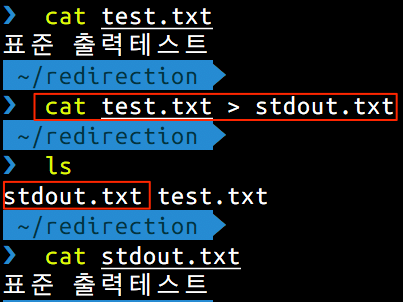 ❯ cat test.txt
표준 출력테스트
~/redirection
❯ cat test.txt > stdout.txt
~/redirection
❯ ls
stdout.txt test.txt
~/redirection
❯ cat stdout.txt
표준 출력테스트